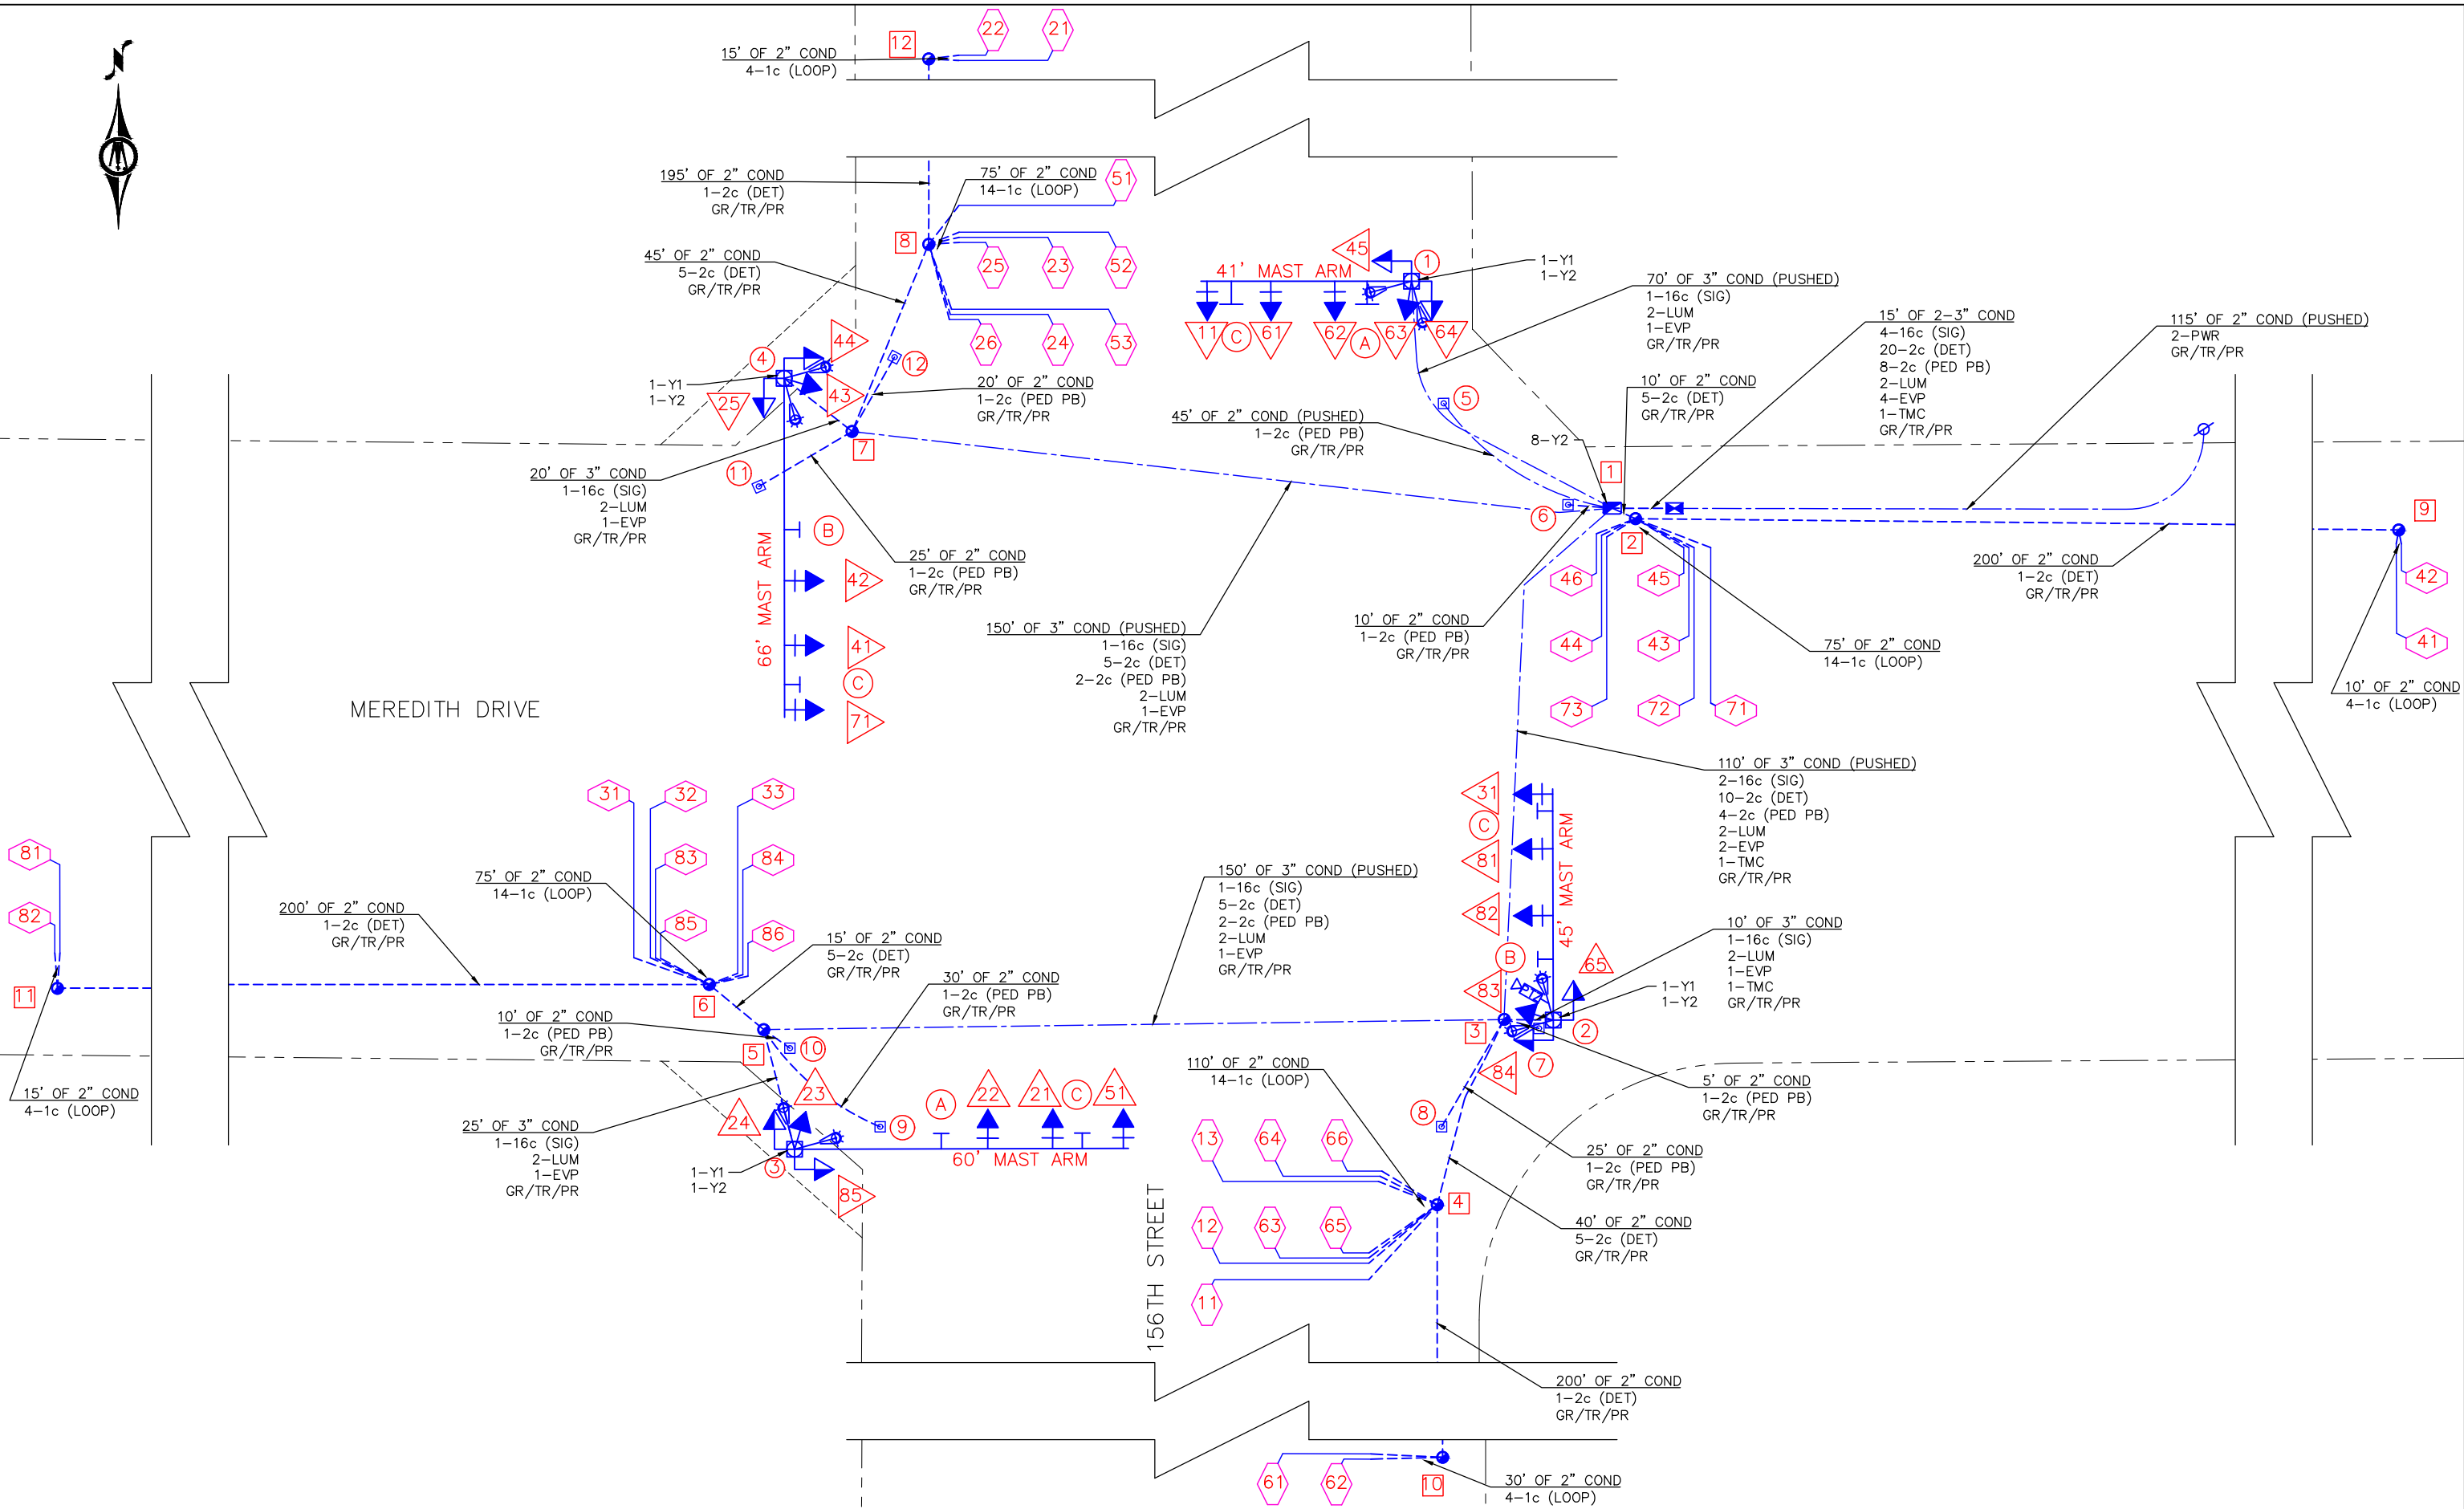 N
22
21
12
15' OF 2" COND
4-1c (LOOP)
195' OF 2" COND
1-2c (DET)
GR/TR/PR
75' OF 2" COND
14-1c (LOOP)
51
8
25
23
52
26
24
53
45' OF 2" COND
5-2c (DET)
GR/TR/PR
45
1
41' MAST ARM
1-Y1
1-Y2
11
C
61
62
A
63
64
70' OF 3" COND (PUSHED)
1-16c (SIG)
2-LUM
1-EVP
GR/TR/PR
15' OF 2-3" COND
4-16c (SIG)
20-2c (DET)
8-2c (PED PB)
2-LUM
4-EVP
1-TMC
GR/TR/PR
115' OF 2" COND (PUSHED)
2-PWR
GR/TR/PR
4
44
12
1-Y1
1-Y2
25
43
20' OF 2" COND
1-2c (PED PB)
GR/TR/PR
10' OF 2" COND
5-2c (DET)
GR/TR/PR
5
45' OF 2" COND (PUSHED)
1-2c (PED PB)
GR/TR/PR
8-Y2
7
11
1
20' OF 3" COND
1-16c (SIG)
2-LUM
1-EVP
GR/TR/PR
6
2
9
B
66' MAST ARM
42
41
C
71
25' OF 2" COND
1-2c (PED PB)
GR/TR/PR
46
45
44
43
73
72
71
200' OF 2" COND
1-2c (DET)
GR/TR/PR
42
41
10' OF 2" COND
4-1c (LOOP)
10' OF 2" COND
1-2c (PED PB)
GR/TR/PR
150' OF 3" COND (PUSHED)
1-16c (SIG)
5-2c (DET)
2-2c (PED PB)
2-LUM
1-EVP
GR/TR/PR
75' OF 2" COND
14-1c (LOOP)
MEREDITH DRIVE
110' OF 3" COND (PUSHED)
2-16c (SIG)
10-2c (DET)
4-2c (PED PB)
2-LUM
2-EVP
1-TMC
GR/TR/PR
31
32
33
83
84
85
86
31
C
81
82
45' MAST ARM
B
65
83
PTZ
81
82
11
75' OF 2" COND
14-1c (LOOP)
200' OF 2" COND
1-2c (DET)
GR/TR/PR
15' OF 2" COND
5-2c (DET)
GR/TR/PR
150' OF 3" COND (PUSHED)
1-16c (SIG)
5-2c (DET)
2-2c (PED PB)
2-LUM
1-EVP
GR/TR/PR
10' OF 3" COND
1-16c (SIG)
2-LUM
1-EVP
1-TMC
GR/TR/PR
6
30' OF 2" COND
1-2c (PED PB)
GR/TR/PR
1-Y1
1-Y2
10' OF 2" COND
1-2c (PED PB)
GR/TR/PR
5
10
3
2
7
84
15' OF 2" COND
4-1c (LOOP)
110' OF 2" COND
14-1c (LOOP)
5' OF 2" COND
1-2c (PED PB)
GR/TR/PR
23
24
A
22
21
C
51
9
8
25' OF 3" COND
1-16c (SIG)
2-LUM
1-EVP
GR/TR/PR
1-Y1
1-Y2
3
60' MAST ARM
85
13
64
66
25' OF 2" COND
1-2c (PED PB)
GR/TR/PR
4
12
63
65
11
156TH STREET
40' OF 2" COND
5-2c (DET)
GR/TR/PR
200' OF 2" COND
1-2c (DET)
GR/TR/PR
61
62
10
30' OF 2" COND
4-1c (LOOP)